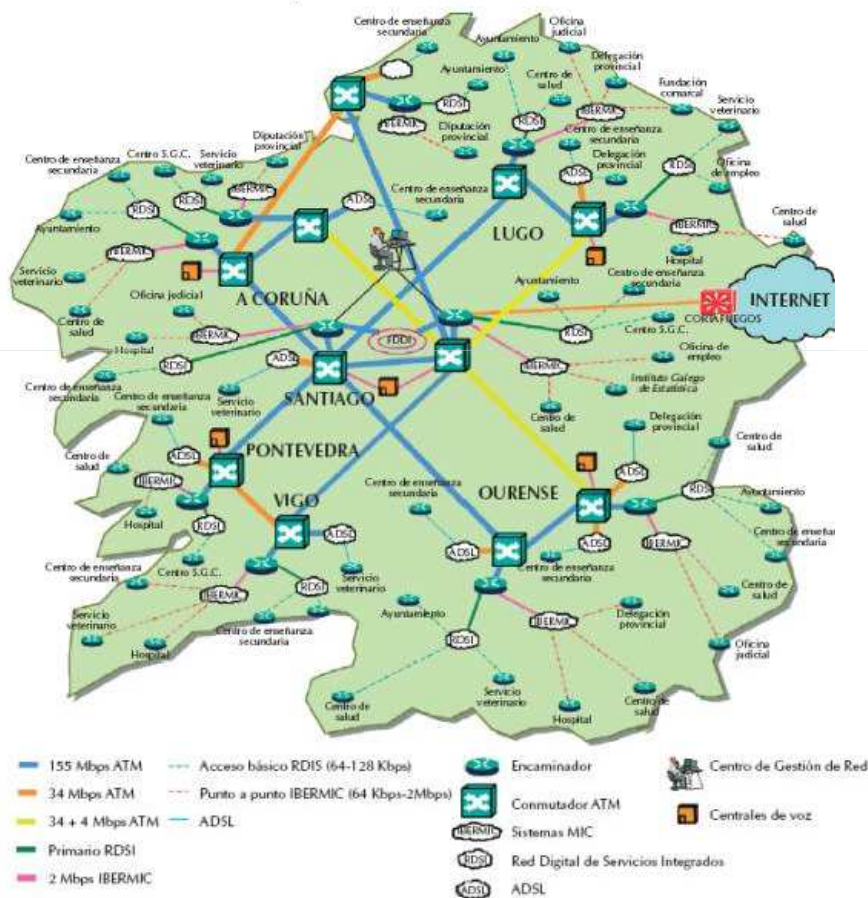 Centro de enseñanza
secundaria
Ayuntamiento
Oficina
judicial
Delegación
provincial
Ayuntamiento
Centro de
salud
Fundación
comarcal
Servicio
veterinario
RDSI
RDSI
IBERMIC
IBERMIC
Diputación
provincial
Diputación
provincial
Centro de enseñanza
secundaria
Centro S.G.C.
Servicio
veterinario
Centro de enseñanza
secundaria
Delegación
provincial
RDSI
Oficina
de empleo
IBERMIC
RDSI
RDSI
ADSL
ADSL
Centro de enseñanza
secundaria
Ayuntamiento
LUGO
IBERMIC
Centro de
salud
IBERMIC
Hospital
Servicio
veterinario
A CORUÑA
Centro de enseñanza
secundaria
Ayuntamiento
INTERNET
CORTAFUEGOS
Oficina judicial
Centro de
salud
IBERMIC
Hospital
FDDI
RDSI
Centro S.G.C.
RDSI
ADSL
Oficina de
empleo
IBERMIC
Instituto Galego
de Estatística
Centro de enseñanza
secundaria
Centro de enseñanza
secundaria
Servicio
veterinario
SANTIAGO
Centro de
salud
Delegación
provincial
PONTEVEDRA
Centro de
salud
ADSL
IBERMIC
Centro de
salud
VIGO
Centro de enseñanza
secundaria
OURENSE
ADSL
RDSI
Ayuntamiento
Hospital
RDSI
ADSL
ADSL
ADSL
IBERMIC
Centro de enseñanza
secundaria
Centro de enseñanza
secundaria
Centro S.G.C.
Servicio
veterinario
Centro de enseñanza
secundaria
RDSI
IBERMIC
Centro de
salud
Servicio
veterinario
Hospital
Centro de enseñanza
secundaria
Ayuntamiento
RDSI
IBERMIC
Delegación
provincial
Oficina
judicial
Centro de
salud
Servicio
veterinario
Hospital
Centro de
salud
155 Mbps ATM
34 Mbps ATM
34 + 4 Mbps ATM
Primario RDSI
2 Mbps IBERMIC
Acceso básico RDIS (64-128 Kbps)
Punto a punto IBERMIC (64 Kbps-2Mbps)
ADSL
Encaminador
Conmutador ATM
IBERMIC Sistemas MIC
RDSI Red Digital de Servicios Integrados
ADSL ADSL
Centro de Gestión de Red
Centrales de voz